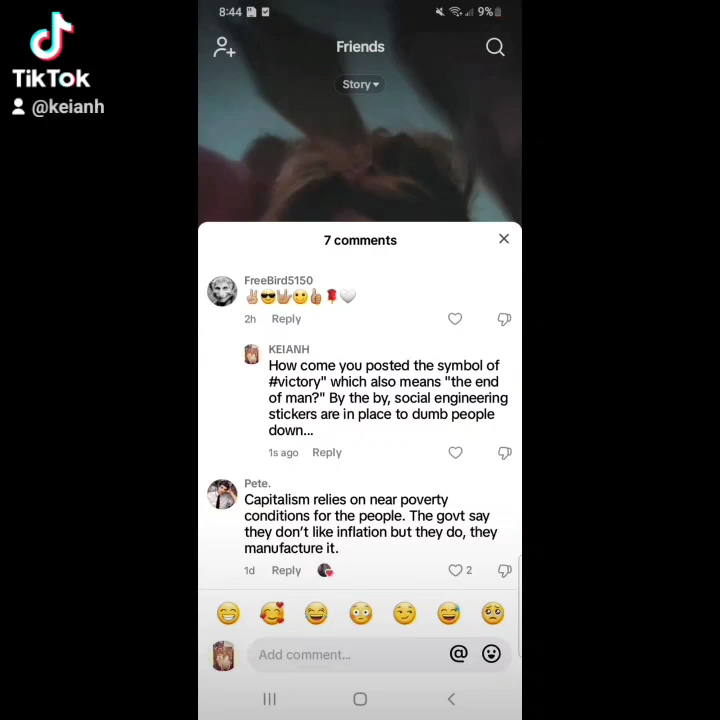 TikTok
@keianh
8:44
9%
Friends
Story
7 comments
FreeBird5150
✌🏼😎🤟🏼🙂👍🏼🌹🤍
2h Reply
KEIANH
How come you posted the symbol of
#victory" which also means "the end
of man?" By the by, social engineering
stickers are in place to dumb people
down...
1s ago Reply
Pete.
Capitalism relies on near poverty
conditions for the people. The govt say
they don’t like inflation but they do, they
manufacture it.
1d Reply
2
😁🥰😂😳😏😅🥺
Add comment...
@